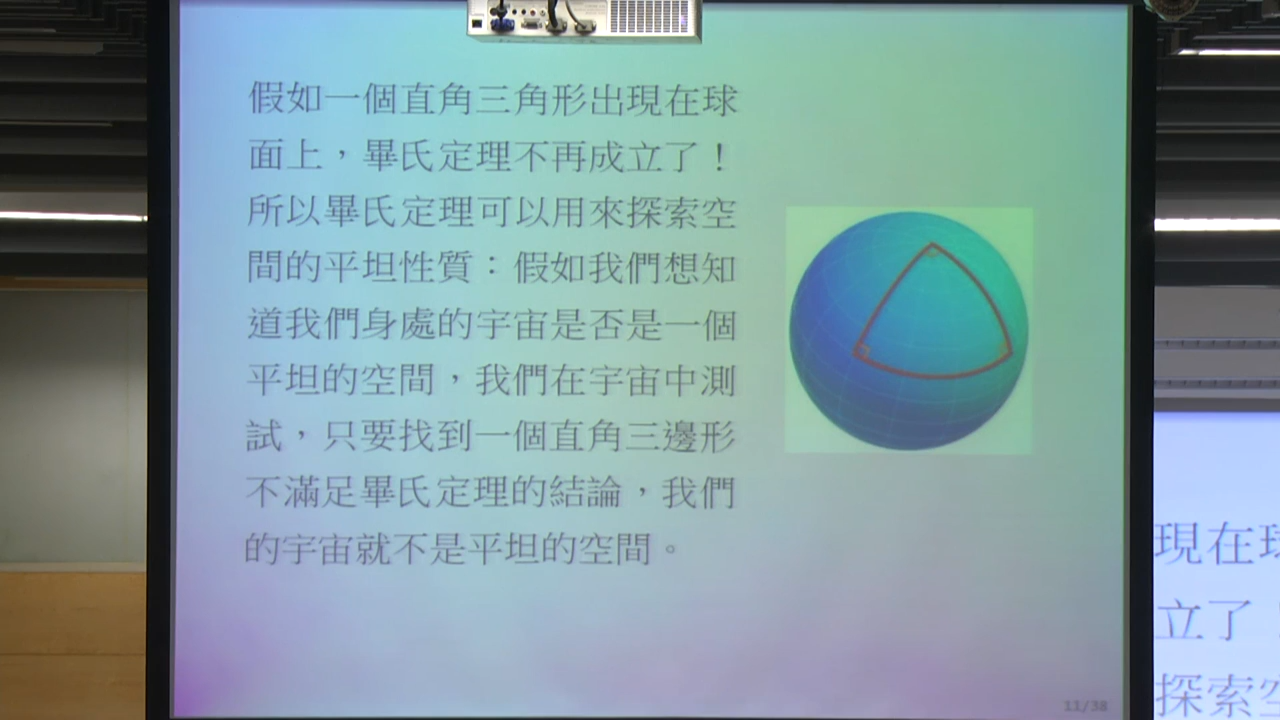 假如一個直角三角形出現在球
面上，畢氏定理不再成立了！
所以畢氏定理可以用來探索空
間的平坦性質：假如我們想知
道我們身處的宇宙是否是一個
平坦的空間，我們在宇宙中測
試，只要找到一個直角三邊形
不滿足畢氏定理的結論，我們
的宇宙就不是平坦的空間。
11/38
現在球
立了！
探索空